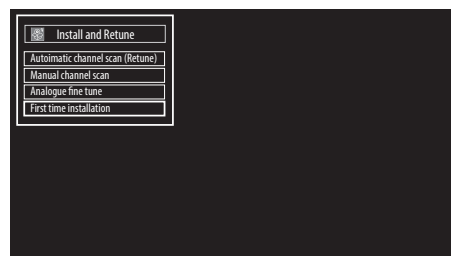 Install and Retune
Autoimatic channel scan (Retune)
Manual channel scan
Analogue fine tune
First time installation